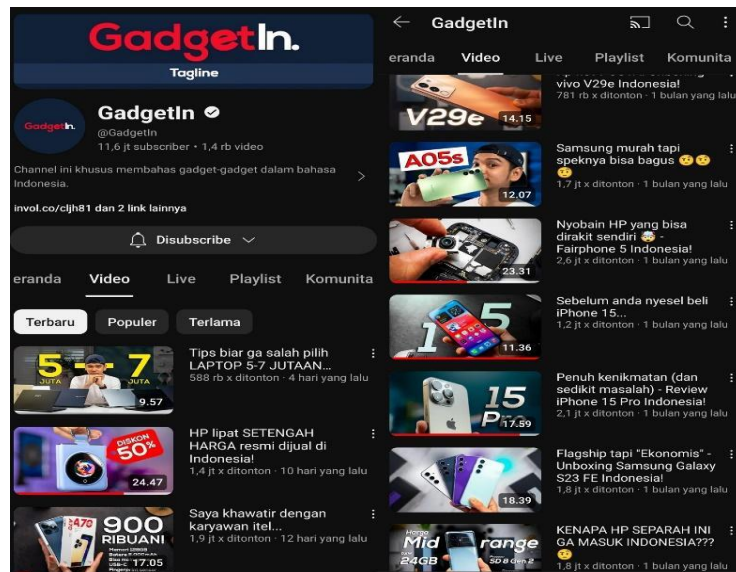 GadgetIn.
Tagline
GadgetIn.
GadgetIn
@GadgetIn
11,6 jt subscriber • 1,4 rb video
Channel ini khusus membahas gadget-gadget dalam bahasa
Indonesia.
invol.co/cljh81 dan 2 link lainnya
Disubscribe
eranda Video Live Playlist Komunita
Terbaru Populer Terlama
5 - 7
JUTA JUTA
9.57
Tips biar ga salah pilih
LAPTOP 5-7 JUTAAN...
588 rb x ditonton · 4 hari yang lalu
DISKON
50%
24.47
HP lipat SETENGAH
HARGA resmi dijual di
Indonesia!
1,4 jt x ditonton · 10 hari yang lalu
A70
900
RIBUANI
17.05
Saya khawatir dengan
karyawan itel...
1,9 jt x ditonton · 12 hari yang lalu
GadgetIn
eranda Video Live Playlist Komunita
V29e
14.15
vivo V29e Indonesia!
781 rb x ditonton · 1 bulan yang lalu
A05s
12.07
Samsung murah tapi
speknya bisa bagus 🤨🤨
🤨
1,7 jt x ditonton · 1 bulan yang lalu
23.31
Nyobain HP yang bisa
dirakit sendiri 🤯 -
Fairphone 5 Indonesia!
2,6 jt x ditonton · 1 bulan yang lalu
1 5
11.36
Sebelum anda nyesel beli
iPhone 15...
1,2 jt x ditonton · 1 bulan yang lalu
15
Pro
17.59
Penuh kenikmatan (dan
sedikit masalah) - Review
iPhone 15 Pro Indonesia!
2,1 jt x ditonton · 1 bulan yang lalu
18.39
Flagship tapi "Ekonomis" -
Unboxing Samsung Galaxy
S23 FE Indonesia!
1,8 jt x ditonton · 1 bulan yang lalu
Harga
Mid range
24GB
SD 8 Gen 2
KENAPA HP SEPARAH INI
GA MASUK INDONESIA???
🤨
1,8 jt x ditonton · 1 bulan yang lalu